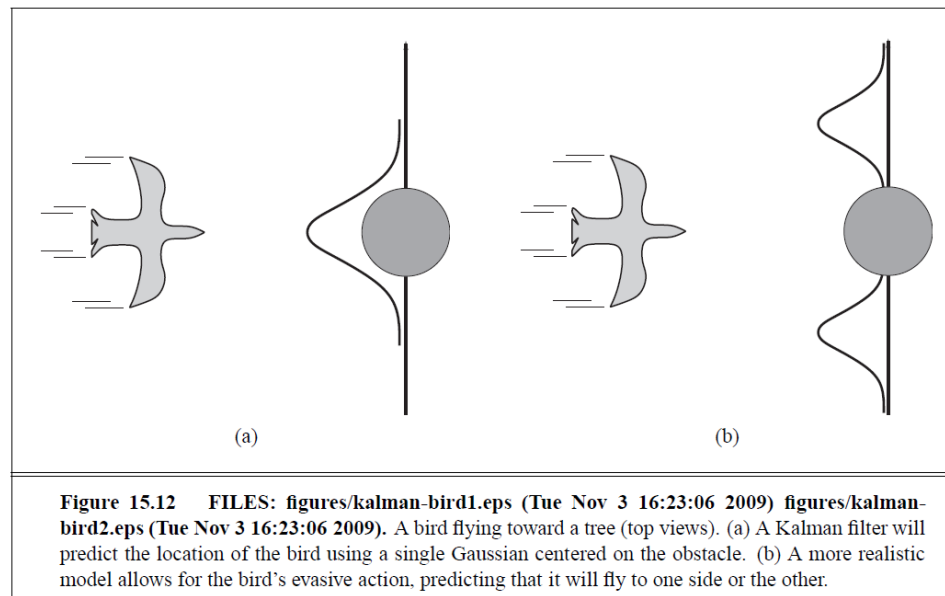 (a)
(b)
Figure 15.12 FILES: figures/kalman-bird1.eps (Tue Nov 3 16:23:06 2009) figures/kalman-
bird2.eps (Tue Nov 3 16:23:06 2009). A bird flying toward a tree (top views). (a) A Kalman filter will
predict the location of the bird using a single Gaussian centered on the obstacle. (b) A more realistic
model allows for the bird's evasive action, predicting that it will fly to one side or the other.